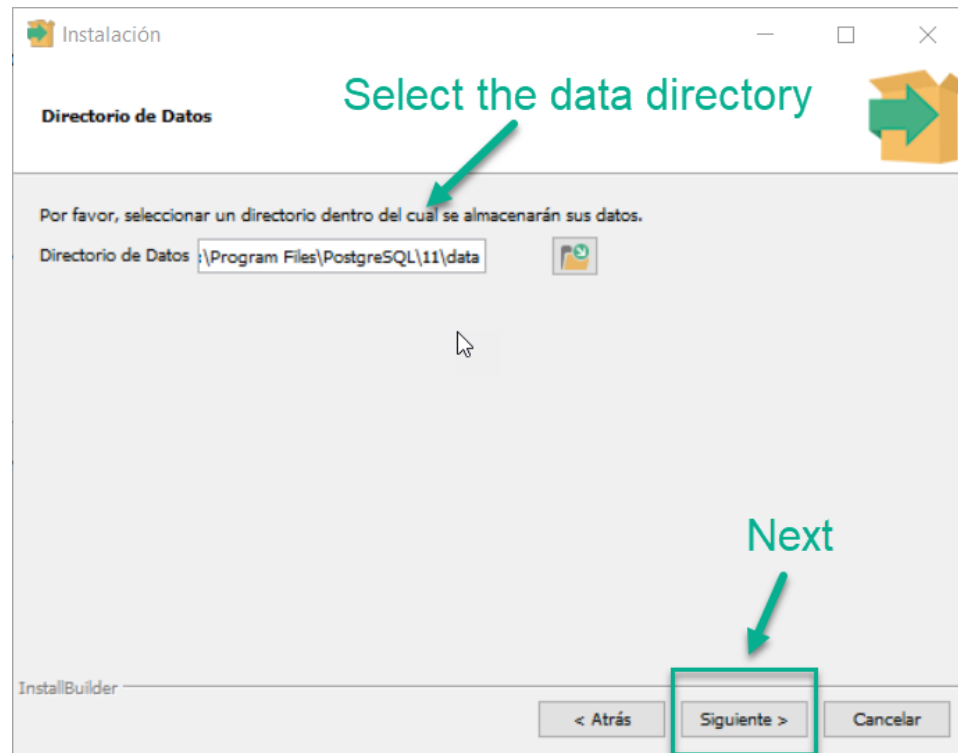 Instalación
Select the data directory
Directorio de Datos
Por favor, seleccionar un directorio dentro del cual se almacenarán sus datos.
Directorio de Datos :\Program Files\PostgreSQL\11\data
Next
InstallBuilder
< Atrás Siguiente > Cancelar